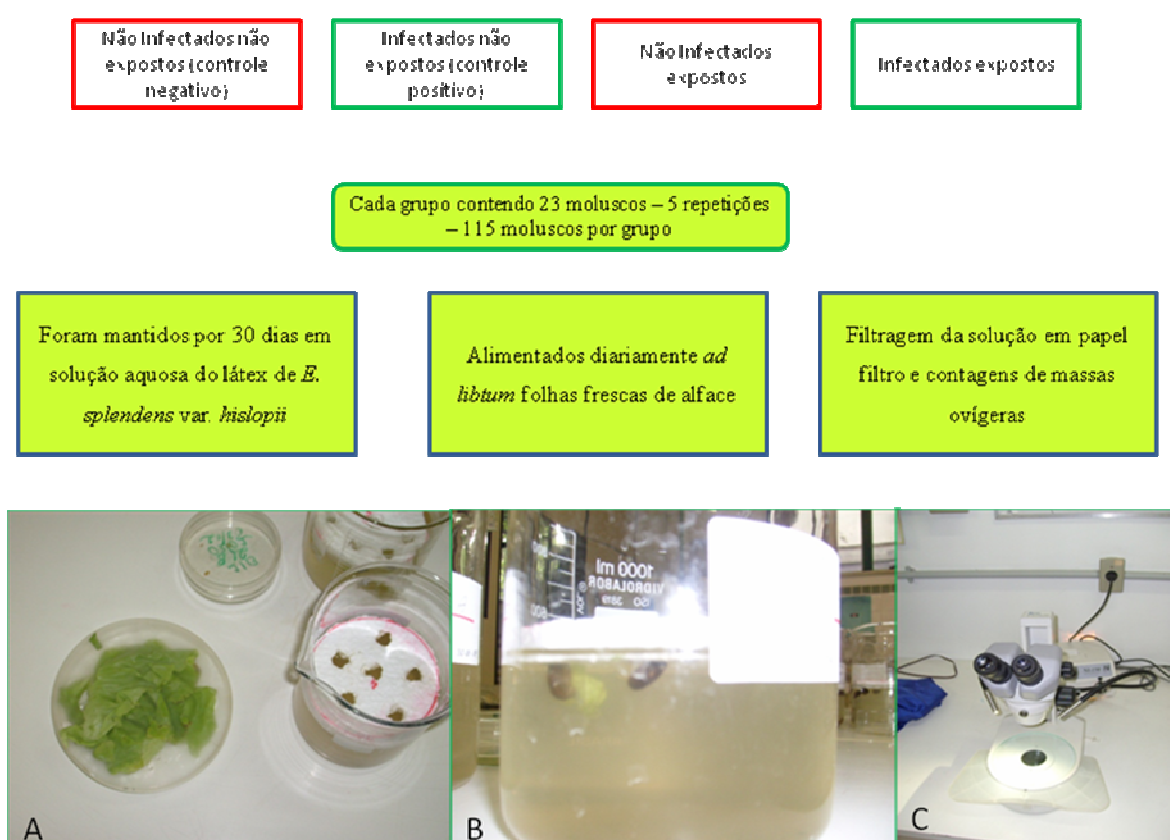 Não Infectados não
expostos (controle
negativo)
Infectados não
expostos (controle
positivo)
Não Infectados
expostos
Infectados expostos
Cada grupo contendo 23 moluscos – 5 repetições
– 115 moluscos por grupo
Foram mantidos por 30 dias em
solução aquosa do látex de E.
splendens var. hislopii
Alimentados diariamente ad
libtum folhas frescas de alface
Filtragem da solução em papel
filtro e contagens de massas
ovígeras
A
B
C
1000 ml
VIDROLABOR
ISO